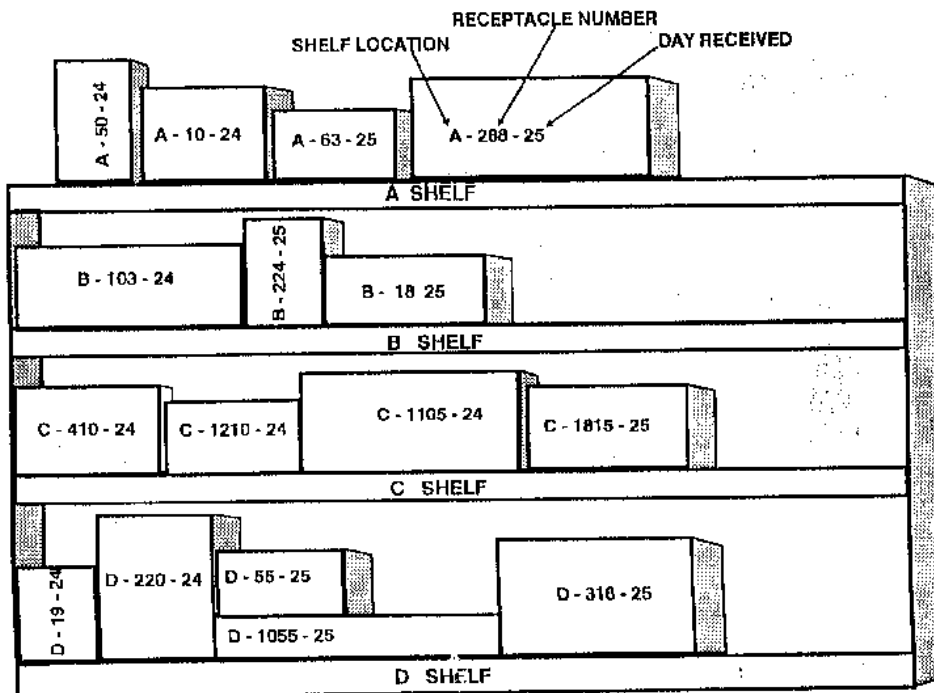 RECEPTACLE NUMBER
SHELF LOCATION
DAY RECEIVED
A - 50 - 24
A - 10 - 24
A - 63 - 25
A - 288 - 25
A SHELF
B - 103 - 24
B - 224 - 25
B - 18 25
B SHELF
C - 410 - 24
C - 1210 - 24
C - 1105 - 24
C - 1815 - 25
C SHELF
D - 19 - 24
D - 220 - 24
D - 55 - 25
D - 1055 - 25
D - 316 - 25
D SHELF